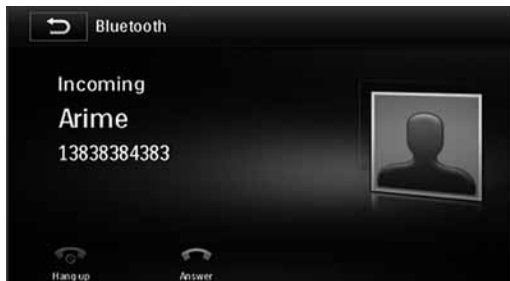 Bluetooth
Incoming
Arime
13838384383
Hang up
Answer